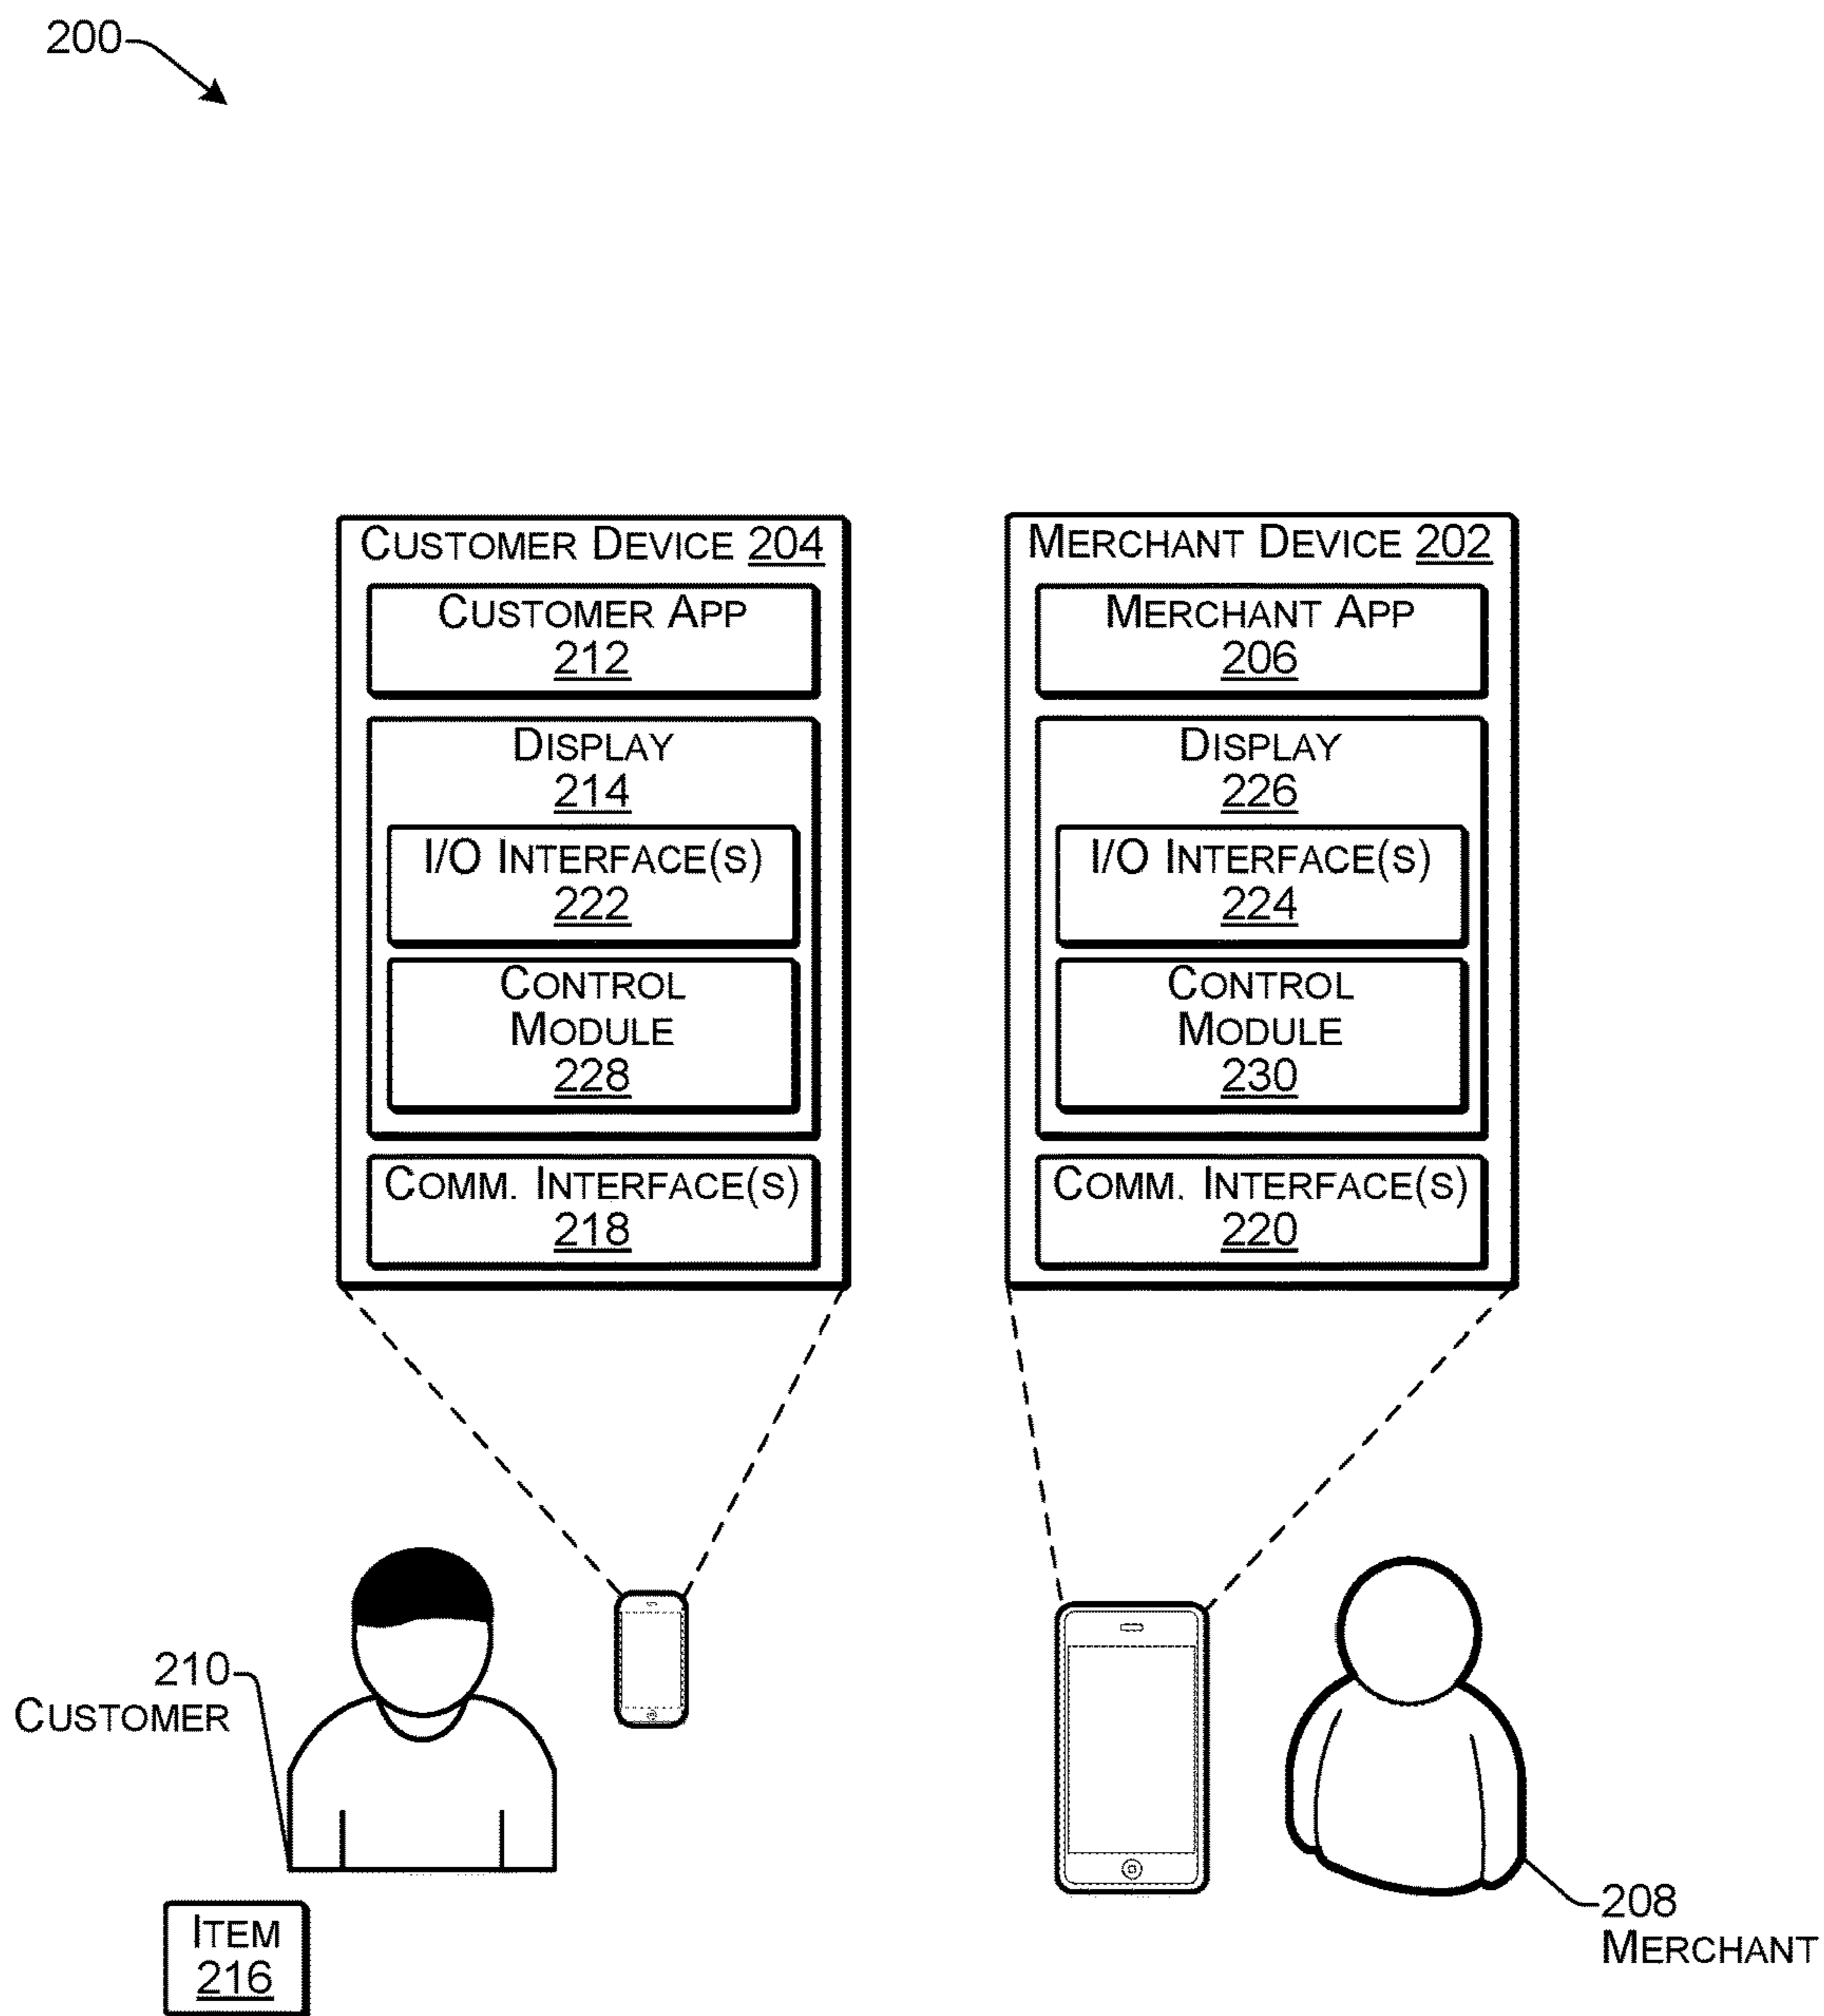 200
CUSTOMER DEVICE 204
CUSTOMER APP
212
DISPLAY
214
I/O INTERFACE(S)
222
CONTROL
MODULE
228
COMM. INTERFACE(S)
218
MERCHANT DEVICE 202
MERCHANT APP
206
DISPLAY
226
I/O INTERFACE(S)
224
CONTROL
MODULE
230
COMM. INTERFACE(S)
220
210
CUSTOMER
ITEM
216
208
MERCHANT